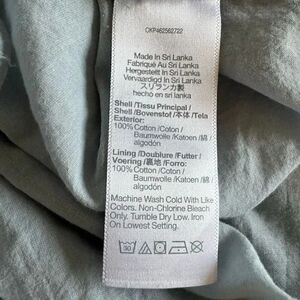 OKP462562722
Made In Sri Lanka
Fabriqué Au Sri Lanka
Hergestellt In Sri Lanka
Vervaardigd In Sri Lanka
スリランカ製
hecho en sri lanka
Shell /Tissu Principal /
Shell /Bovenstof /本体 /Tela
Exterior:
100% Cotton /Coton /
Baumwolle /Katoen /綿 /
algodón
Lining /Doublure /Futter /
Voering /裏地 /Forro:
100% Cotton /Coton /
Baumwolle /Katoen /綿 /
algodón
Machine Wash Cold With Like
Colors. Non-Chlorine Bleach
Only. Tumble Dry Low. Iron
On Lowest Setting.
30